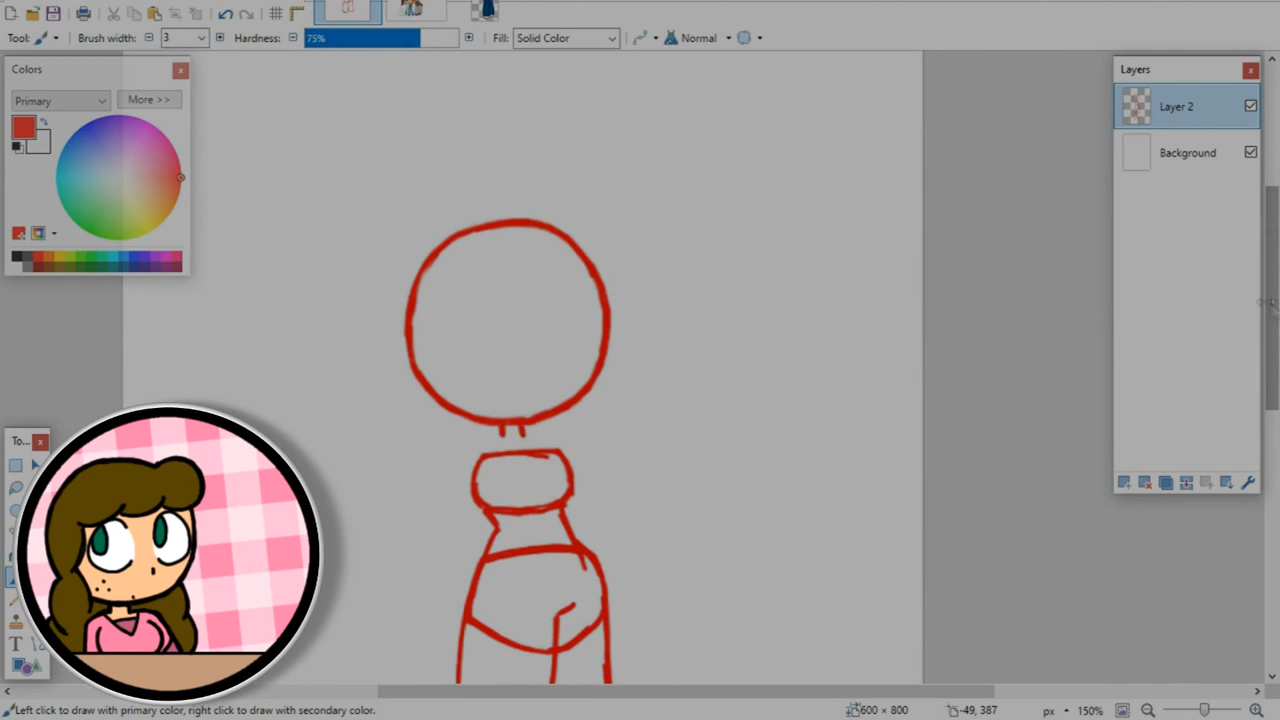 Tool:
Brush width:
3
Hardness:
75%
Fill:
Solid Color
Normal
Colors
Primary
More >>
Layers
Layer 2
Background
To...
T
Left click to draw with primary color, right click to draw with secondary color.
600 × 800
-49, 387
px
150%